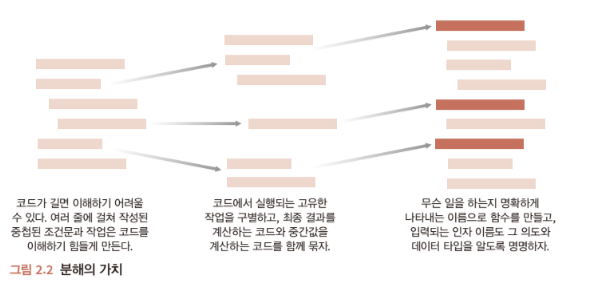 코드가 길면 이해하기 어려울
수 있다. 여러 줄에 걸쳐 작성된
중첩된 조건문과 작업은 코드를
이해하기 힘들게 만든다.
코드에서 실행되는 고유한
작업을 구별하고, 최종 결과를
계산하는 코드와 중간값을
계산하는 코드를 함께 묶자.
무슨 일을 하는지 명확하게
나타내는 이름으로 함수를 만들고,
입력되는 인자 이름도 그 의도와
데이터 타입을 알도록 명명하자.
그림 2.2 분해의 가치